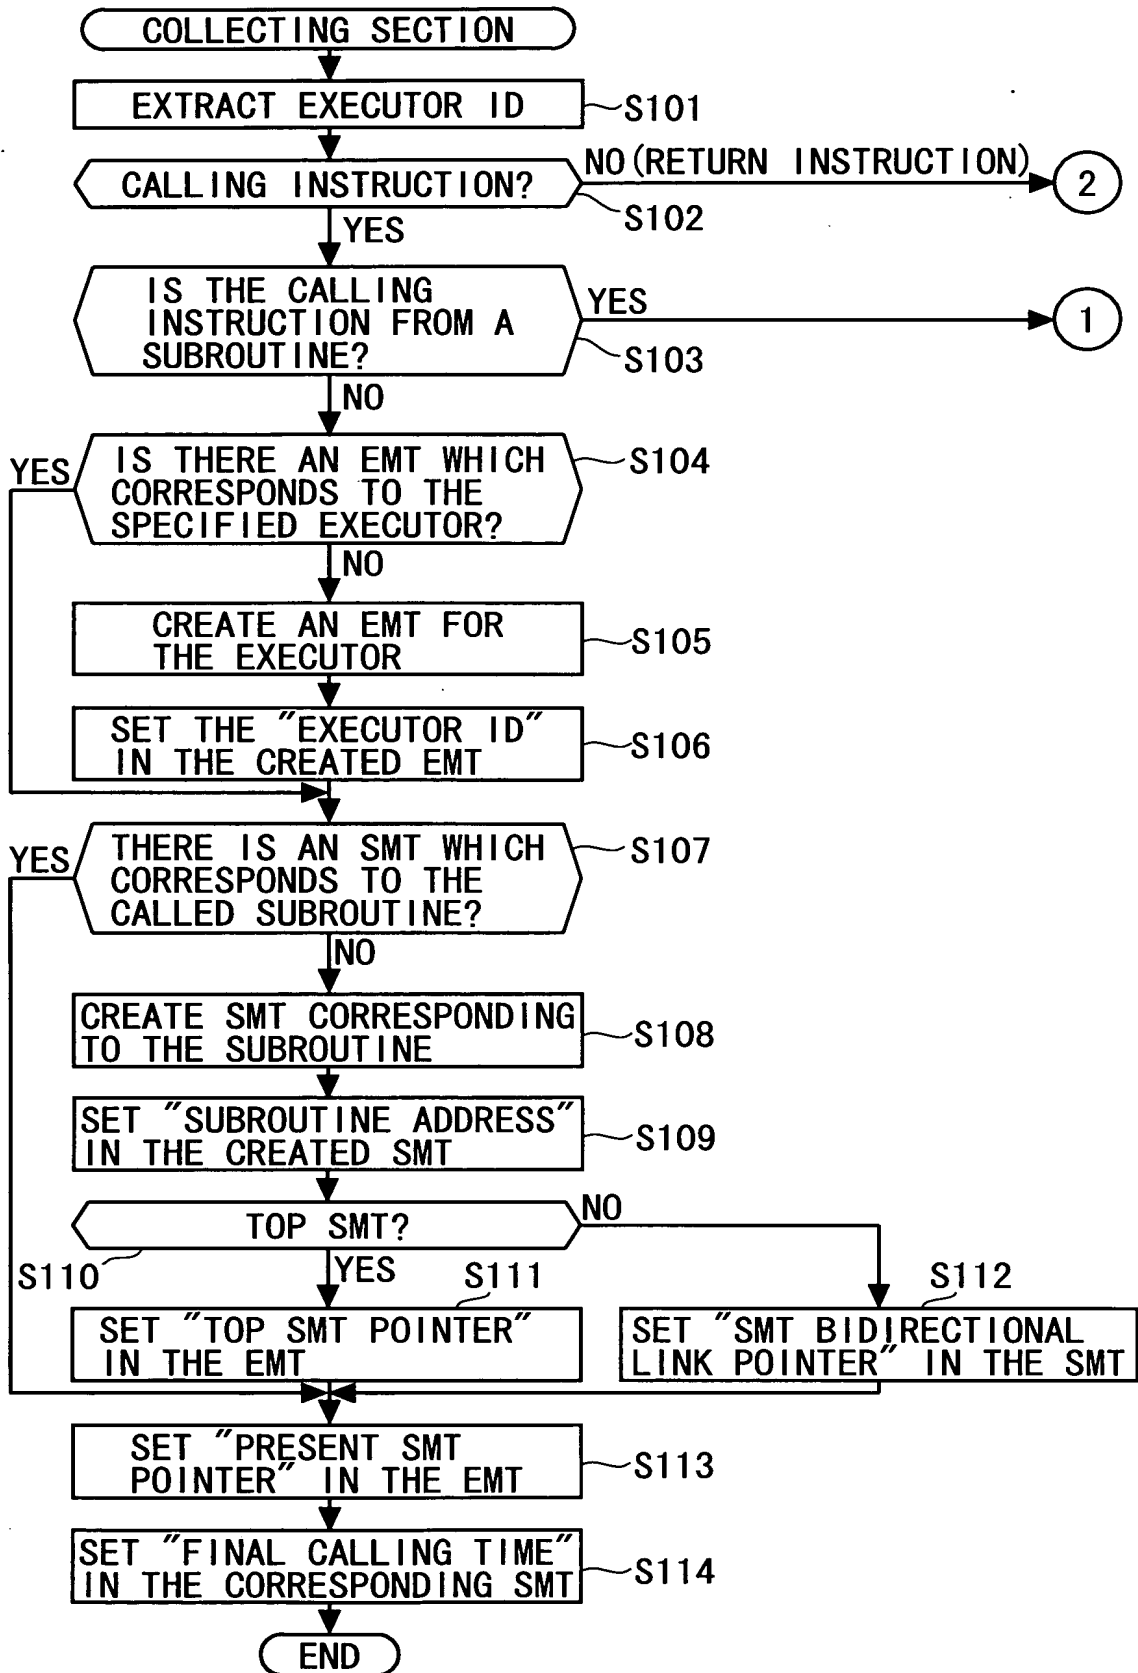 COLLECTING SECTION
EXTRACT EXECUTOR ID
S101
CALLING INSTRUCTION?
NO(RETURN INSTRUCTION)
2
S102
YES
IS THE CALLING
INSTRUCTION FROM A
SUBROUTINE?
YES
1
S103
NO
YES
IS THERE AN EMT WHICH
CORRESPONDS TO THE
SPECIFIED EXECUTOR?
S104
NO
CREATE AN EMT FOR
THE EXECUTOR
S105
SET THE "EXECUTOR ID"
IN THE CREATED EMT
S106
YES
THERE IS AN SMT WHICH
CORRESPONDS TO THE
CALLED SUBROUTINE?
S107
NO
CREATE SMT CORRESPONDING
TO THE SUBROUTINE
S108
SET "SUBROUTINE ADDRESS"
IN THE CREATED SMT
S109
TOP SMT?
NO
S110
YES
S111
S112
SET "TOP SMT POINTER"
IN THE EMT
SET "SMT BIDIRECTIONAL
LINK POINTER" IN THE SMT
SET "PRESENT SMT
POINTER" IN THE EMT
S113
SET "FINAL CALLING TIME"
IN THE CORRESPONDING SMT
S114
END